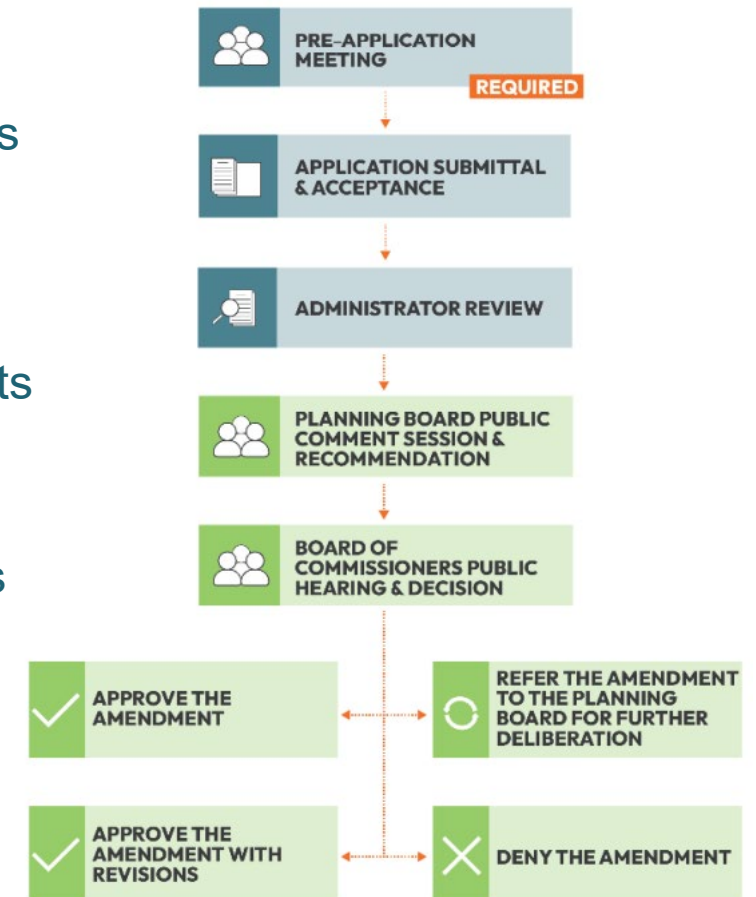 PRE-APPLICATION
MEETING
REQUIRED
s
APPLICATION SUBMITTAL
& ACCEPTANCE
ADMINISTRATOR REVIEW
ts
PLANNING BOARD PUBLIC
COMMENT SESSION &
RECOMMENDATION
BOARD OF
COMMISSIONERS PUBLIC
HEARING & DECISION
s
APPROVE THE
AMENDMENT
REFER THE AMENDMENT
TO THE PLANNING
BOARD FOR FURTHER
DELIBERATION
APPROVE THE
AMENDMENT WITH
REVISIONS
DENY THE AMENDMENT